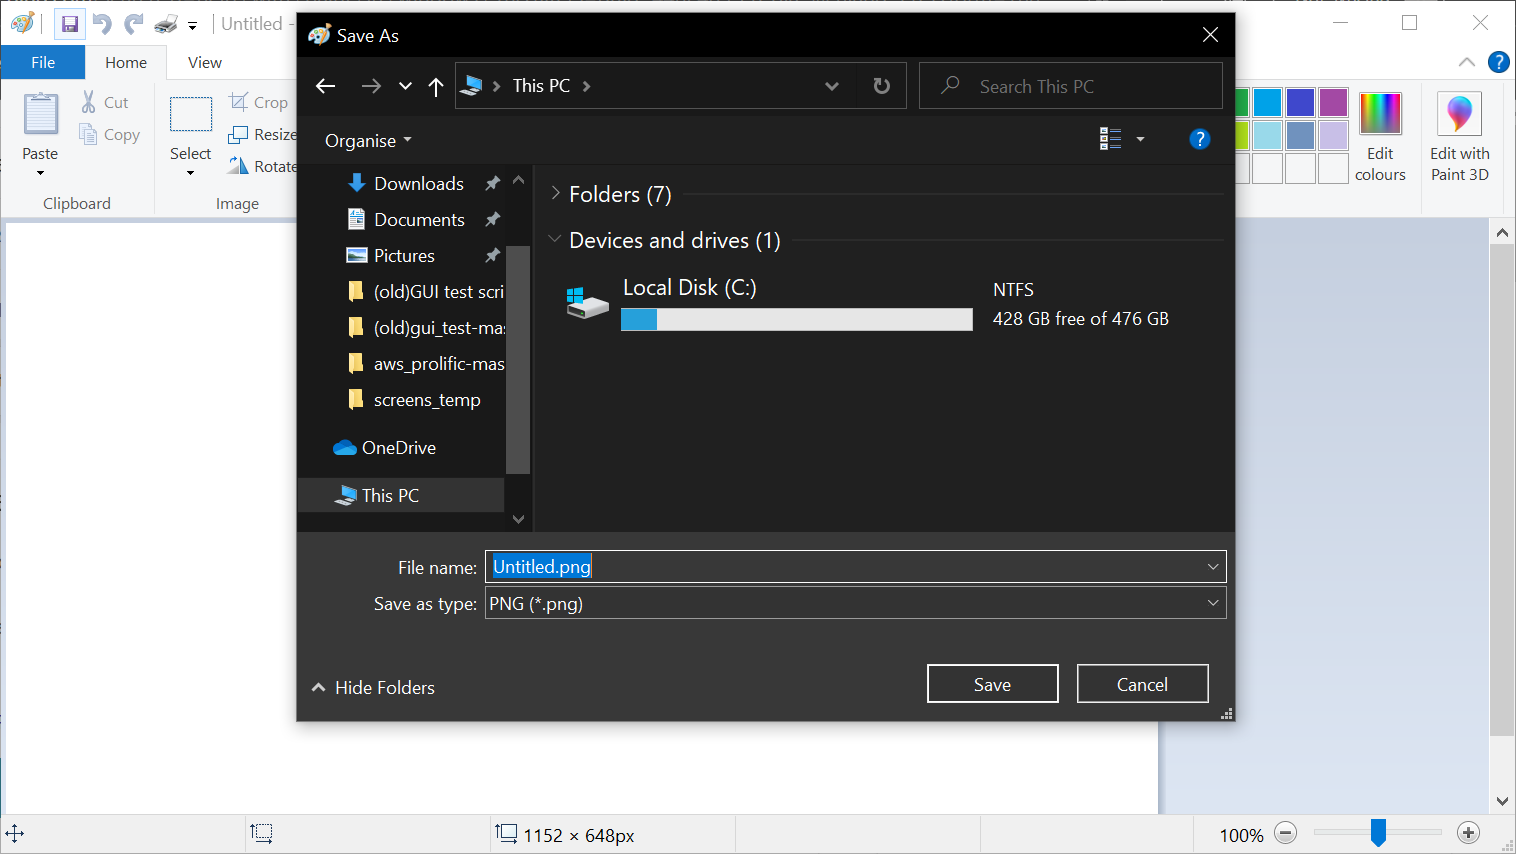 Untitled -
Save As
File
Home
View
This PC
Search This PC
Cut
Copy
Paste
Clipboard
Crop
Resize
Rotate
Select
Image
Organise
Edit colours
Edit with Paint 3D
Downloads
Documents
Pictures
(old)GUI test scri
(old)gui_test-mas
aws_prolific-mas
screens_temp
OneDrive
This PC
Folders (7)
Devices and drives (1)
Local Disk (C:)
NTFS
428 GB free of 476 GB
File name: Untitled.png
Save as type: PNG (*.png)
Hide Folders
Save
Cancel
1152 × 648px
100%